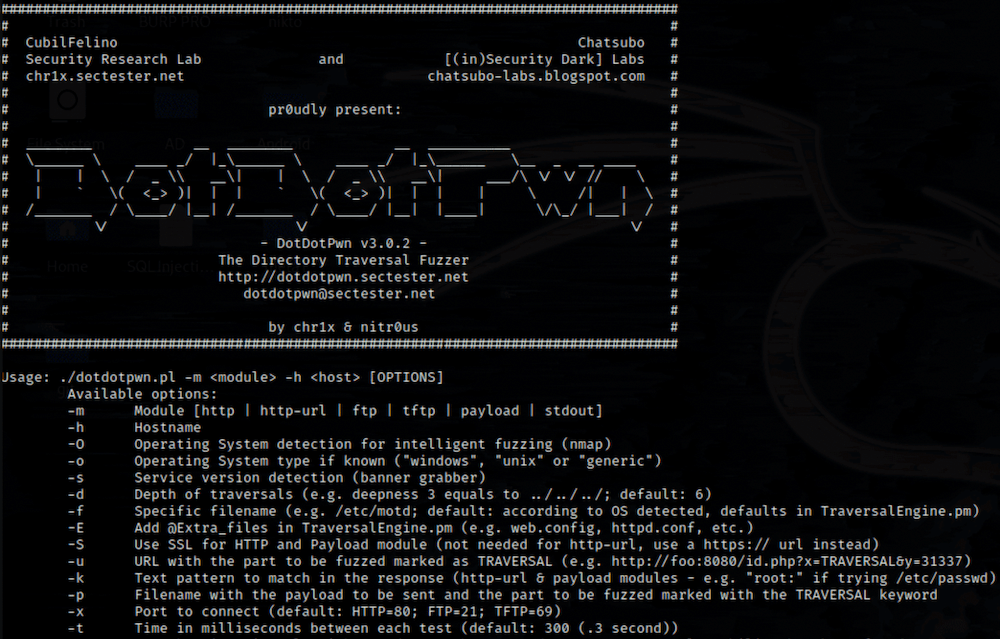 CubilFelino Chatsubo
Security Research Lab and [(in)Security Dark] Labs
chr1x.sectester.net chatsubo-labs.blogspot.com
pr0udly present:
DotDotPwn
- DotDotPwn v3.0.2 -
The Directory Traversal Fuzzer
http://dotdotpwn.sectester.net
dotdotpwn@sectester.net
by chr1x & nitr0us
Usage: ./dotdotpwn.pl -m <module> -h <host> [OPTIONS]
Available options:
-m Module [http | http-url | ftp | tftp | payload | stdout]
-h Hostname
-O Operating System detection for intelligent fuzzing (nmap)
-o Operating System type if known ("windows", "unix" or "generic")
-s Service version detection (banner grabber)
-d Depth of traversals (e.g. deepness 3 equals to ../../../; default: 6)
-f Specific filename (e.g. /etc/motd; default: according to OS detected, defaults in TraversalEngine.pm)
-E Add @Extra_files in TraversalEngine.pm (e.g. web.config, httpd.conf, etc.)
-S Use SSL for HTTP and Payload module (not needed for http-url, use a https:// url instead)
-u URL with the part to be fuzzed marked as TRAVERSAL (e.g. http://foo:8080/id.php?x=TRAVERSAL&y=31337)
-k Text pattern to match in the response (http-url & payload modules - e.g. "root:" if trying /etc/passwd)
-p Filename with the payload to be sent and the part to be fuzzed marked with the TRAVERSAL keyword
-x Port to connect (default: HTTP=80; FTP=21; TFTP=69)
-t Time in milliseconds between each test (default: 300 (.3 second))